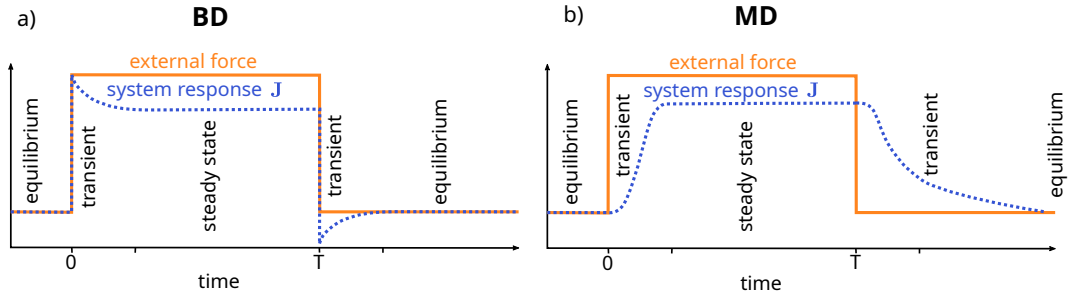 a)
BD
external force
system response J
equilibrium
transient
steady state
transient
equilibrium
0
T
time
b)
MD
external force
system response J
equilibrium
transient
steady state
transient
equilibrium
0
T
time